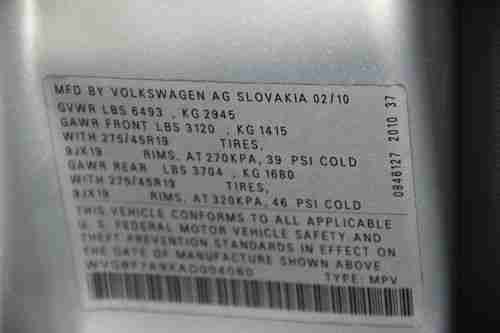 MFD BY VOLKSWAGEN AG SLOVAKIA 02/10
GVWR LBS 6493 , KG 2945
GAWR FRONT LBS 3120 , KG 1415
WITH 275/45R19 TIRES,
9JX19 RIMS, AT 270KPA, 39 PSI COLD
GAWR REAR LBS 3704 , KG 1680
WITH 275/45R19 TIRES,
9JX19 RIMS, AT 320KPA, 46 PSI COLD
THIS VEHICLE CONFORMS TO ALL APPLICABLE
U. S. FEDERAL MOTOR VEHICLE SAFETY AND
THEFT PREVENTION STANDARDS IN EFFECT ON
THE DATE OF MANUFACTURE SHOWN ABOVE
TYPE: MPV
0846127 2010 37